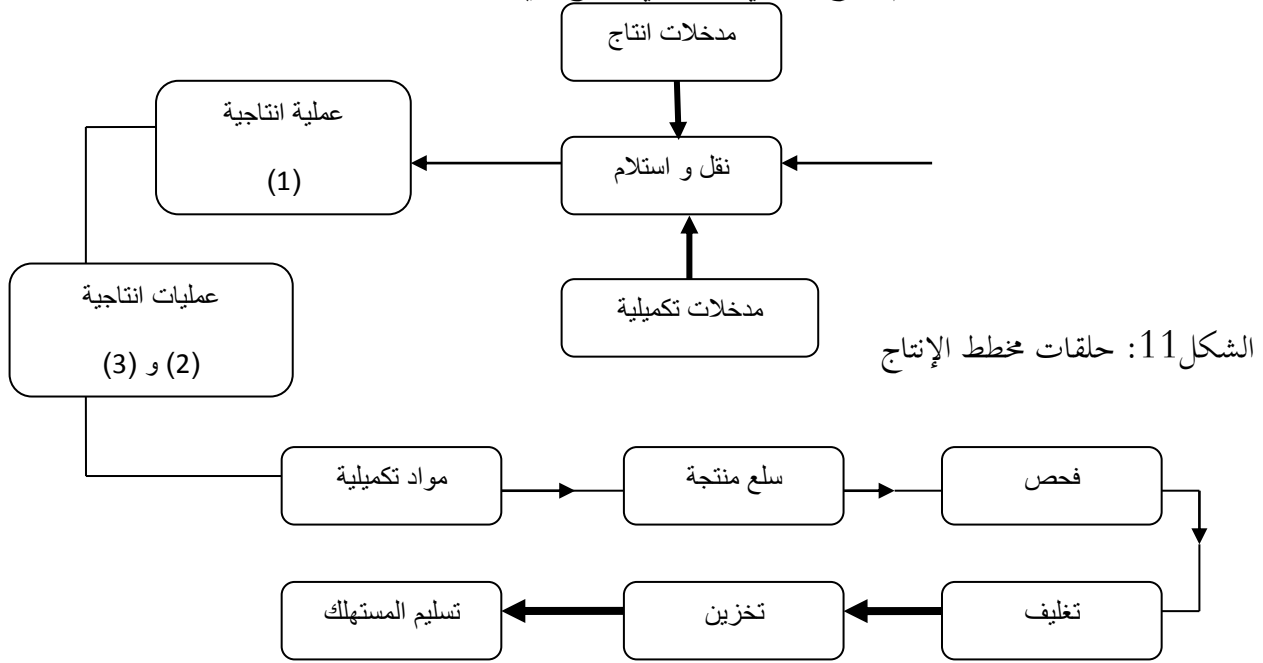 مدخلات انتاج
عملية انتاجية
(1)
نقل و استلام
عمليات انتاجية
(2) و (3)
مدخلات تكميلية
الشكل11: حلقات مخطط الإنتاج
مواد تكميلية
سلع منتجة
فحص
تغليف
تخزين
تسليم المستهلك